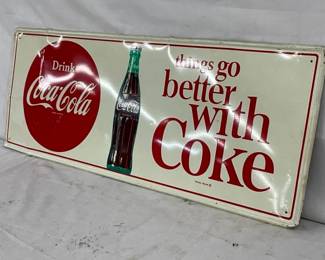 Drink
Coca-Cola
Coca-Cola
things go
better
with
Coke